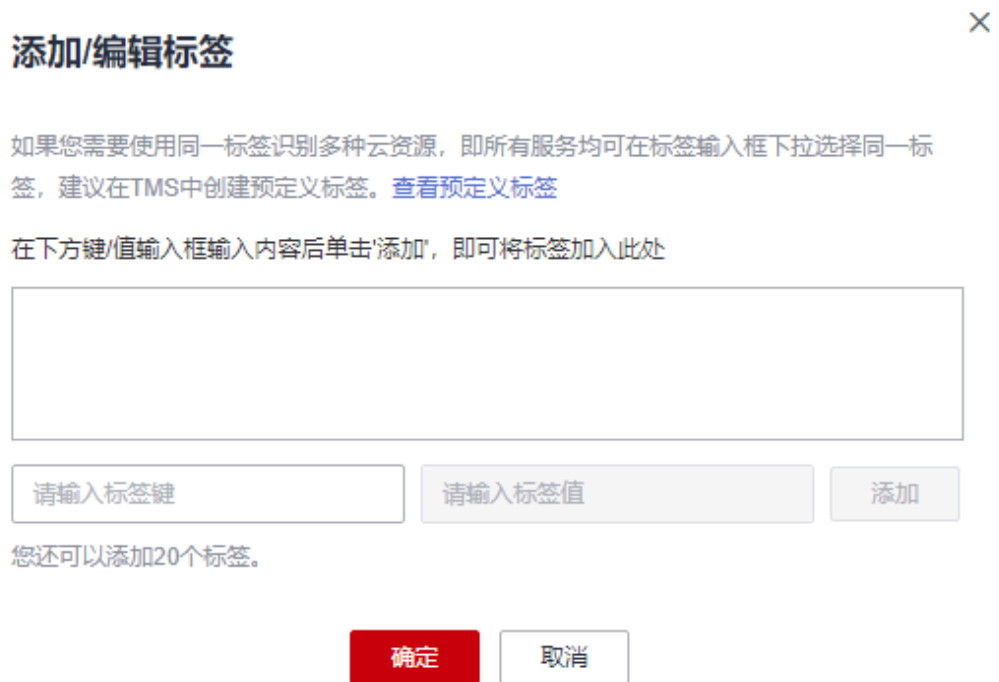 添加/编辑标签
如果您需要使用同一标签识别多种云资源，即所有服务均可在标签输入框下拉选择同一标
签，建议在TMS中创建预定义标签。查看预定义标签
在下方键/值输入框输入内容后单击'添加'，即可将标签加入此处
请输入标签键 请输入标签值 添加
您还可以添加20个标签。
确定 取消